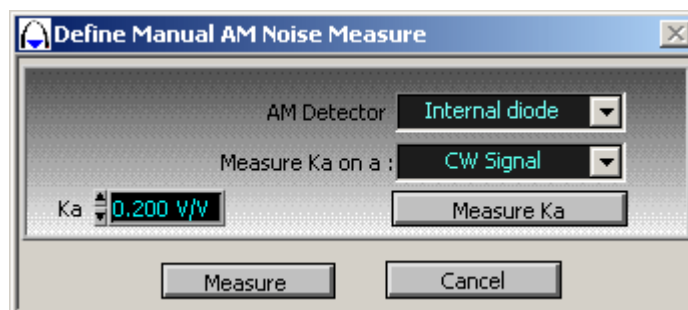 Define Manual AM Noise Measure
AM Detector Internal diode
Measure Ka on a : CW Signal
Ka 0.200 V/V Measure Ka
Measure Cancel